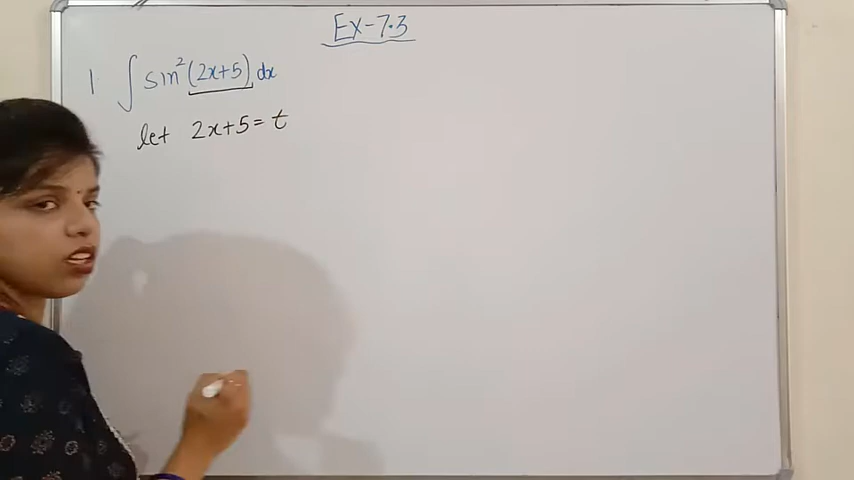 Ex-7.3
1 ∫ sin²(2x+5) dx
let 2x+5 = t